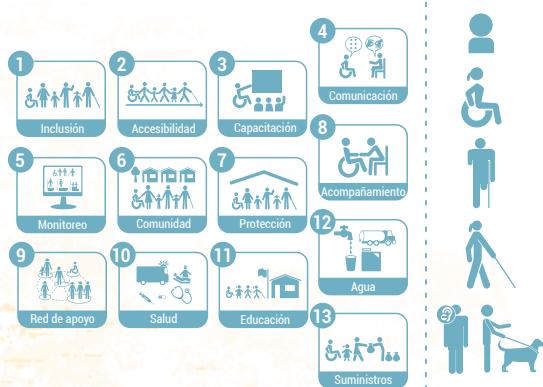 1
Inclusión
2
Accesibilidad
3
Capacitación
4
Comunicación
5
Monitoreo
6
Comunidad
7
Protección
8
Acompañamiento
9
Red de apoyo
10
Salud
11
Educación
12
Agua
13
Suministros